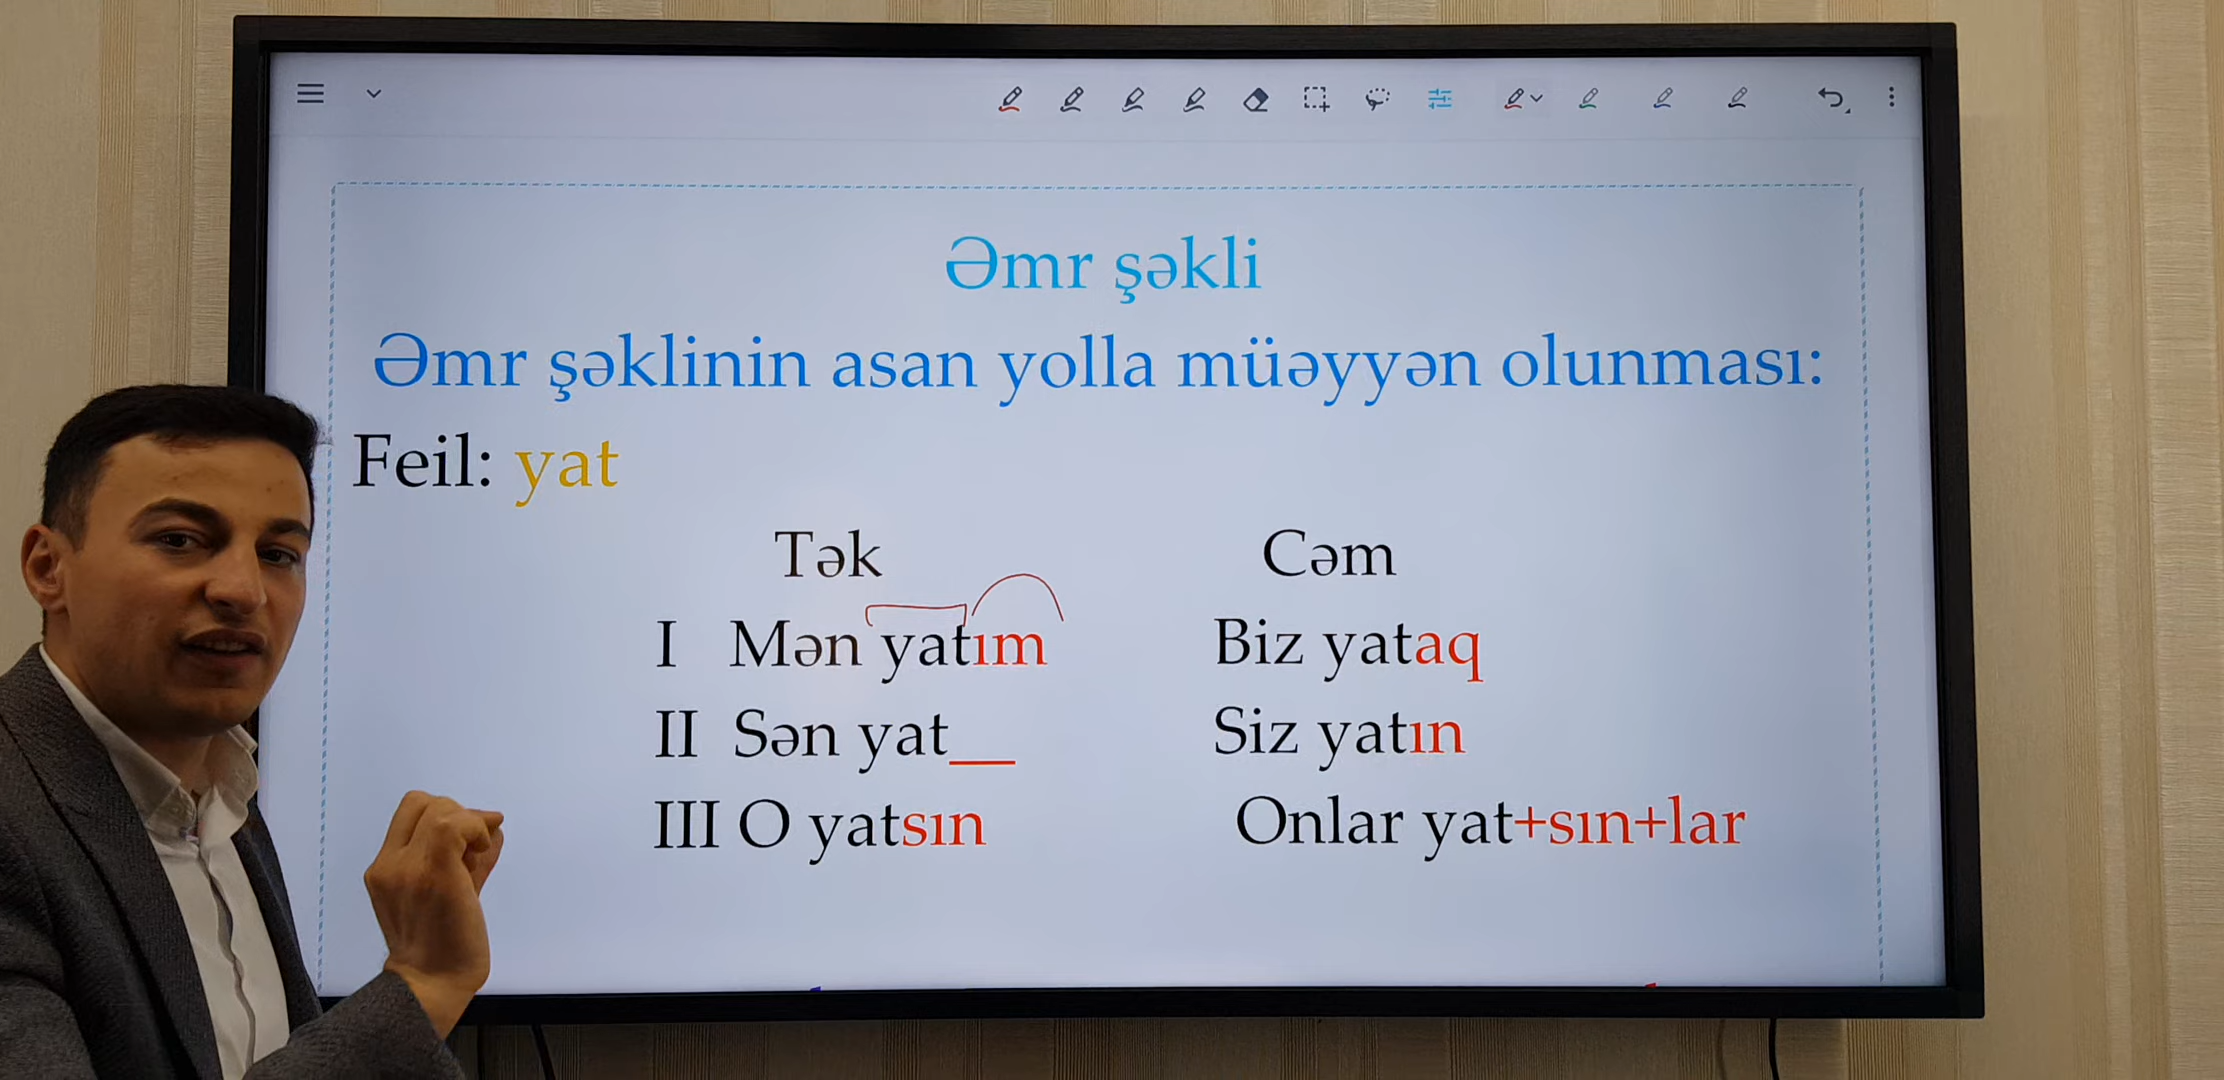 Əmr şəkli
Əmr şəklinin asan yolla müəyyən olunması:
Feil: yat
Tək Cəm
I Mən yatım Biz yataq
II Sən yat__ Siz yatın
III O yatsın Onlar yat+sın+lar